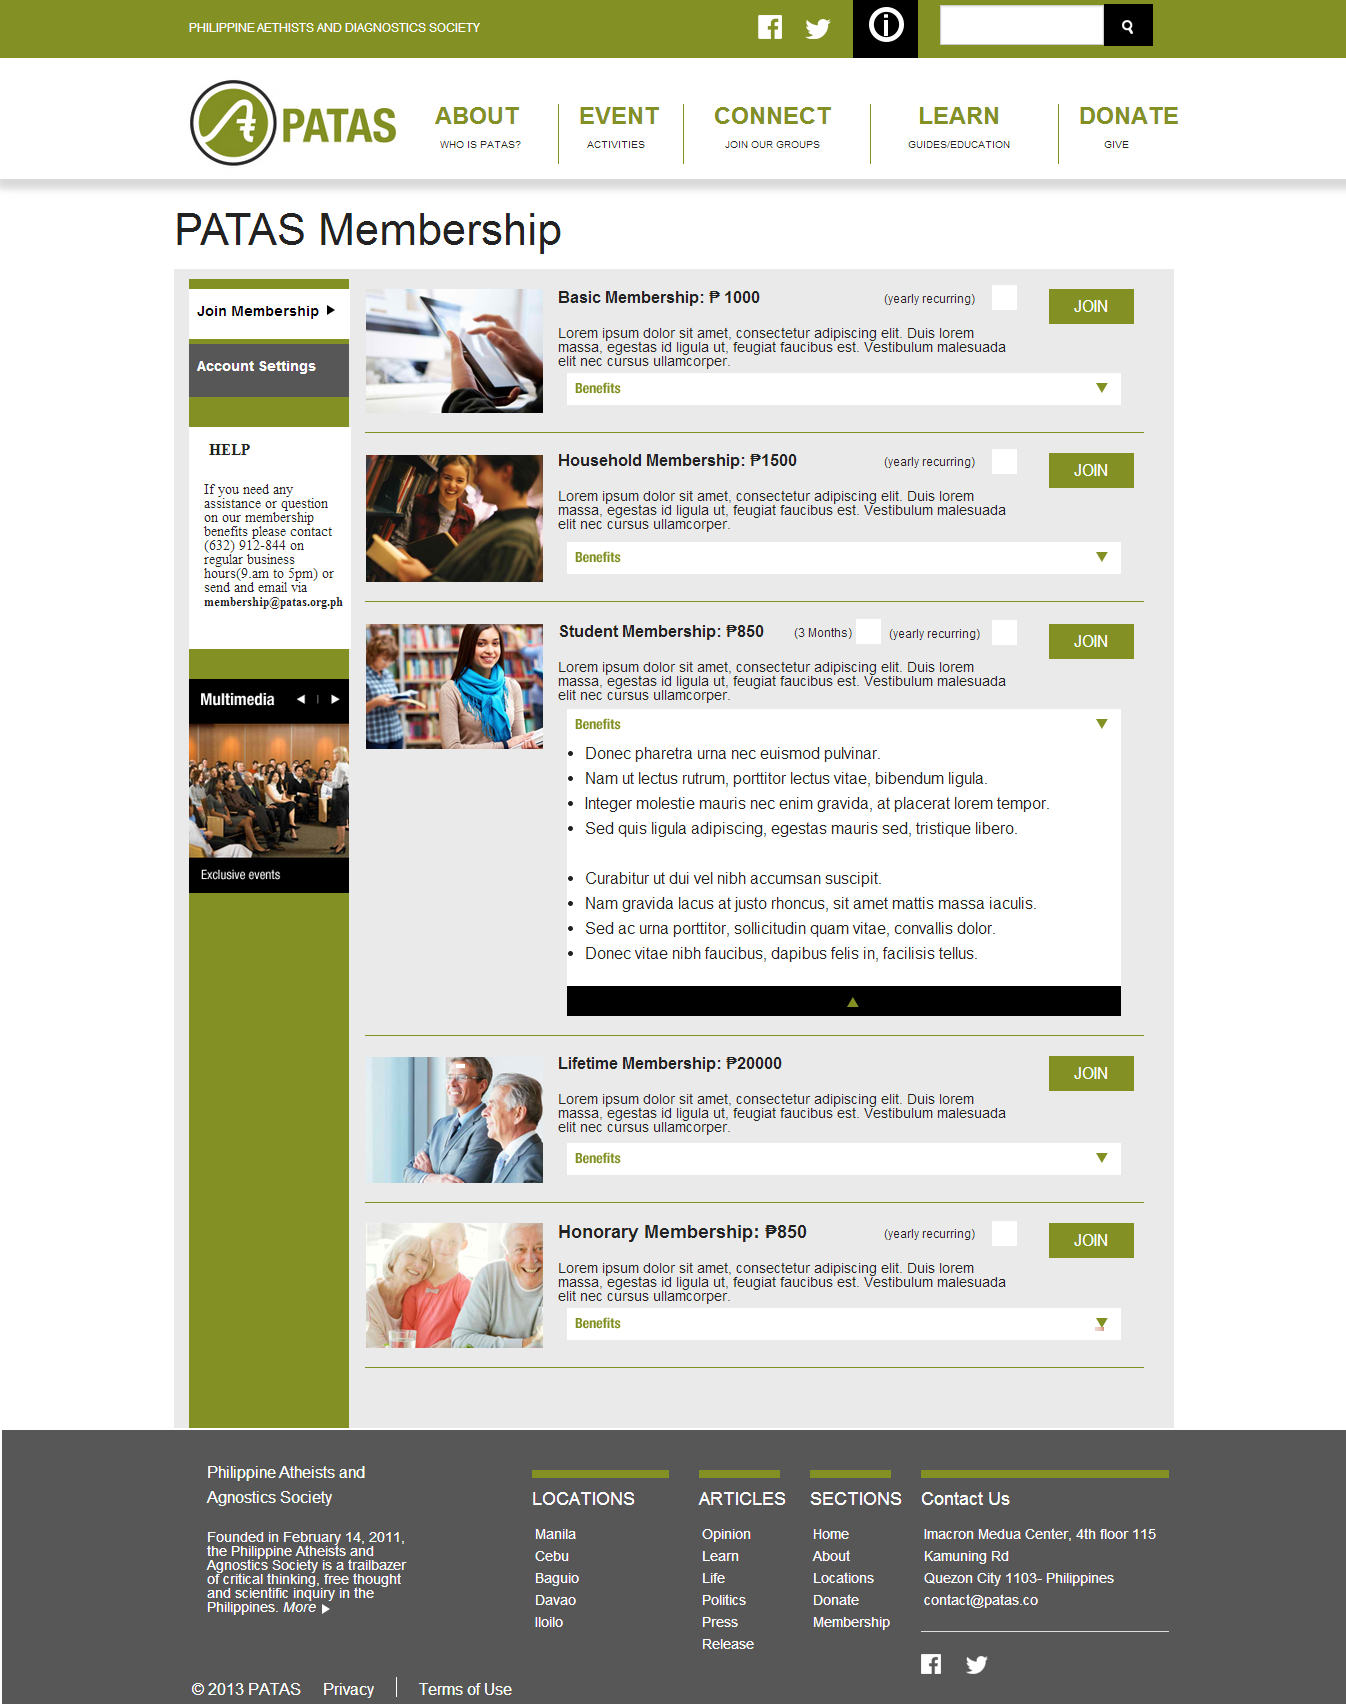 PHILIPPINE AETHISTS AND DIAGNOSTICS SOCIETY
PATAS
ABOUT
WHO IS PATAS?
EVENT
ACTIVITIES
CONNECT
JOIN OUR GROUPS
LEARN
GUIDES/EDUCATION
DONATE
GIVE
PATAS Membership
Join Membership
Account Settings
HELP
If you need any
assistance or question
on our membership
benefits please contact
(632) 912-844 on
regular business
hours(9.am to 5pm) or
send and email via
membership@patas.org.ph
Multimedia
Exclusive events
Basic Membership: ₱ 1000
(yearly recurring)
JOIN
Lorem ipsum dolor sit amet, consectetur adipiscing elit. Duis lorem
massa, egestas id ligula ut, feugiat faucibus est. Vestibulum malesuada
elit nec cursus ullamcorper.
Benefits
Household Membership: ₱1500
(yearly recurring)
JOIN
Lorem ipsum dolor sit amet, consectetur adipiscing elit. Duis lorem
massa, egestas id ligula ut, feugiat faucibus est. Vestibulum malesuada
elit nec cursus ullamcorper.
Benefits
Student Membership: ₱850
(3 Months)
(yearly recurring)
JOIN
Lorem ipsum dolor sit amet, consectetur adipiscing elit. Duis lorem
massa, egestas id ligula ut, feugiat faucibus est. Vestibulum malesuada
elit nec cursus ullamcorper.
Benefits
• Donec pharetra urna nec euismod pulvinar.
• Nam ut lectus rutrum, porttitor lectus vitae, bibendum ligula.
• Integer molestie mauris nec enim gravida, at placerat lorem tempor.
• Sed quis ligula adipiscing, egestas mauris sed, tristique libero.
• Curabitur ut dui vel nibh accumsan suscipit.
• Nam gravida lacus at justo rhoncus, sit amet mattis massa iaculis.
• Sed ac urna porttitor, sollicitudin quam vitae, convallis dolor.
• Donec vitae nibh faucibus, dapibus felis in, facilisis tellus.
Lifetime Membership: ₱20000
JOIN
Lorem ipsum dolor sit amet, consectetur adipiscing elit. Duis lorem
massa, egestas id ligula ut, feugiat faucibus est. Vestibulum malesuada
elit nec cursus ullamcorper.
Benefits
Honorary Membership: ₱850
(yearly recurring)
JOIN
Lorem ipsum dolor sit amet, consectetur adipiscing elit. Duis lorem
massa, egestas id ligula ut, feugiat faucibus est. Vestibulum malesuada
elit nec cursus ullamcorper.
Benefits
Philippine Atheists and
Agnostics Society
Founded in February 14, 2011,
the Philippine Atheists and
Agnostics Society is a trailbazer
of critical thinking, free thought
and scientific inquiry in the
Philippines. More
LOCATIONS
Manila
Cebu
Baguio
Davao
Iloilo
ARTICLES
Opinion
Learn
Life
Politics
Press
Release
SECTIONS
Home
About
Locations
Donate
Membership
Contact Us
Imacron Medua Center, 4th floor 115
Kamuning Rd
Quezon City 1103- Philippines
contact@patas.co
© 2013 PATAS
Privacy
Terms of Use